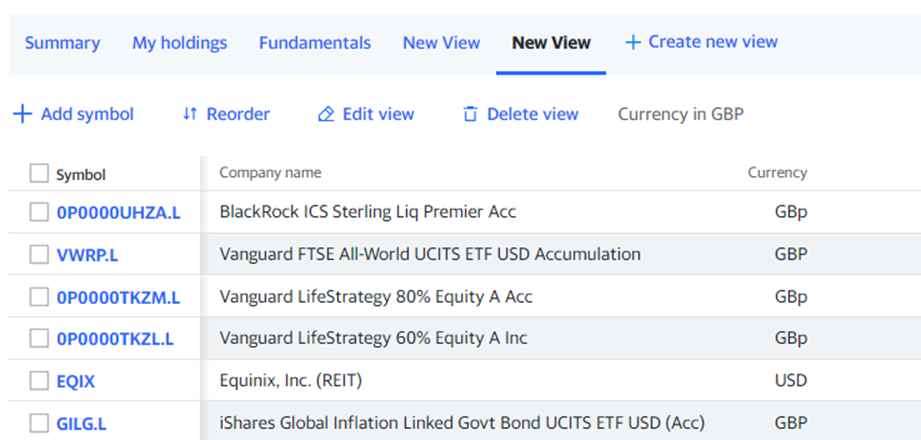 Summary My holdings Fundamentals New View New View + Create new view
+ Add symbol Reorder Edit view Delete view Currency in GBP
Symbol Company name Currency
0P0000UHZA.L BlackRock ICS Sterling Liq Premier Acc GBp
VWRP.L Vanguard FTSE All-World UCITS ETF USD Accumulation GBP
0P0000TKZM.L Vanguard LifeStrategy 80% Equity A Acc GBp
0P0000TKZL.L Vanguard LifeStrategy 60% Equity A Inc GBp
EQIX Equinix, Inc. (REIT) USD
GILG.L iShares Global Inflation Linked Govt Bond UCITS ETF USD (Acc) GBP